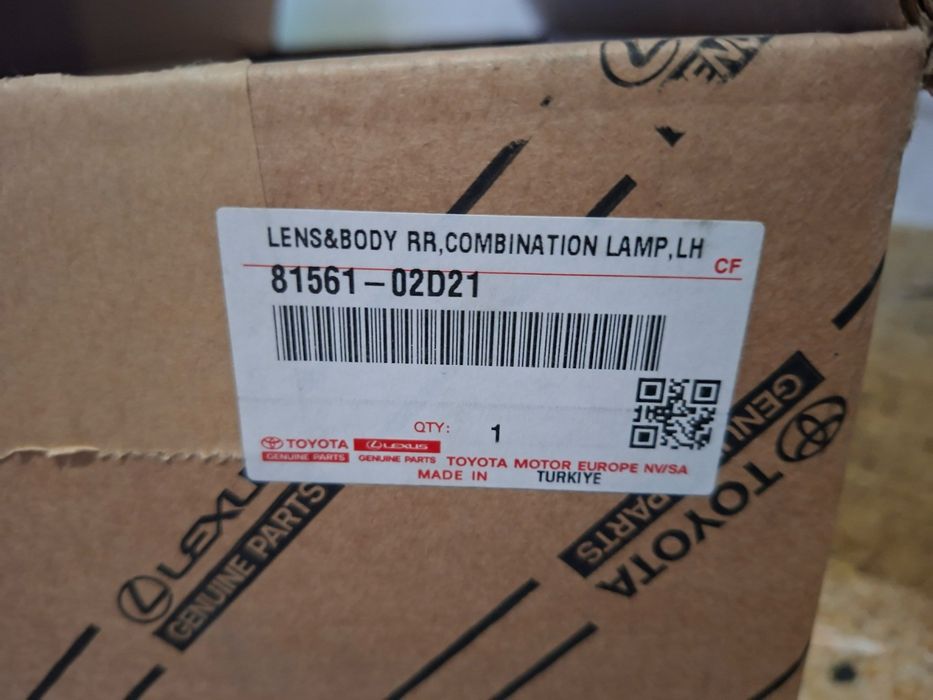 LENS&BODY RR,COMBINATION LAMP,LH
CF
81561-02D21
QTY: 1
TOYOTA
GENUINE PARTS
LEXUS
GENUINE PARTS
TOYOTA MOTOR EUROPE NV/SA
MADE IN TURKIYE
LEXUS
GENUINE PARTS
TOYOTA
GENUINE PARTS